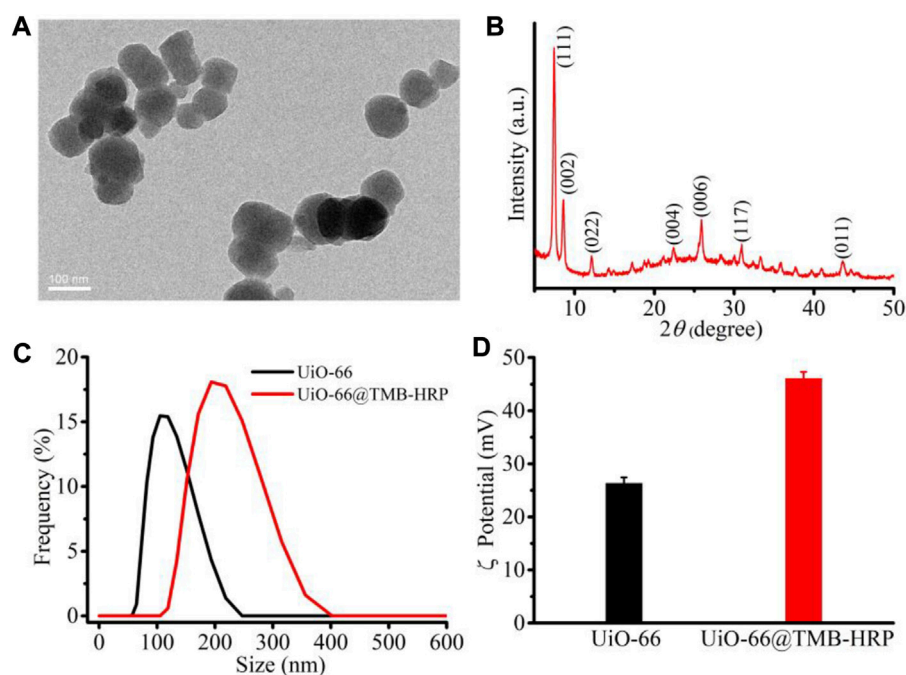 A
100 nm
B
Intensity (a.u.)
(111)
(002)
(022)
(004)
(006)
(117)
(011)
10
20
30
40
50
2θ (degree)
C
20
15
10
5
0
Frequency (%)
UiO-66
UiO-66@TMB-HRP
0
100
200
300
400
500
600
Size (nm)
D
50
40
30
20
10
0
ζ Potential (mV)
UiO-66
UiO-66@TMB-HRP